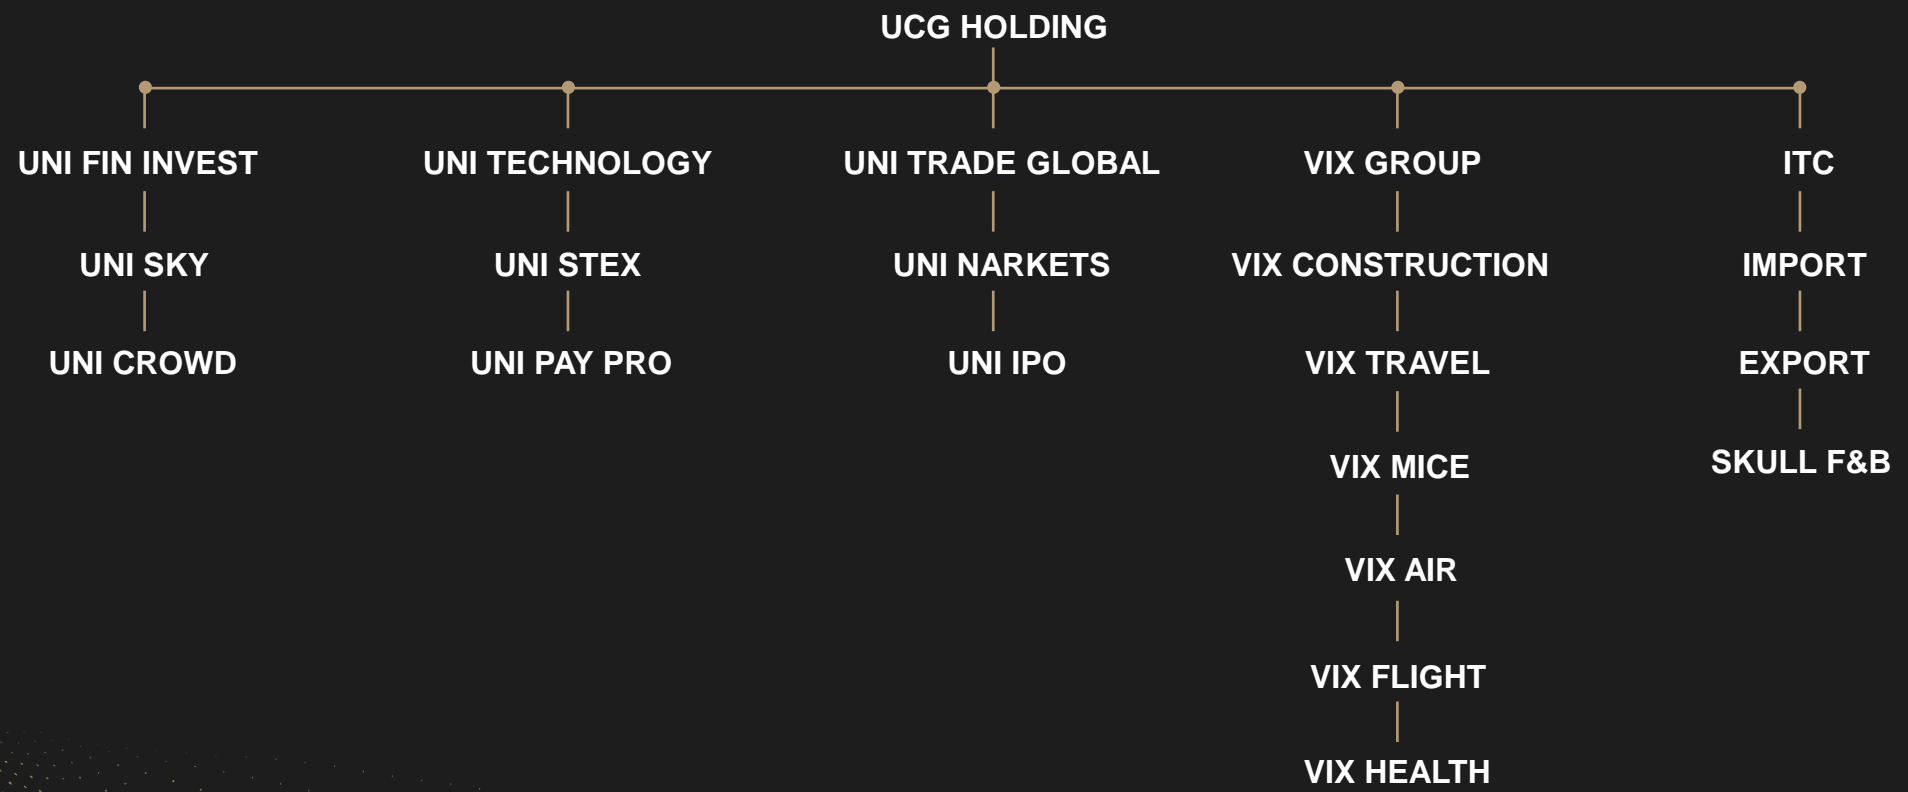 UCG HOLDING
UNI FIN INVEST
UNI TECHNOLOGY
UNI TRADE GLOBAL
VIX GROUP
ITC
UNI SKY
UNI STEX
UNI NARKETS
VIX CONSTRUCTION
IMPORT
UNI CROWD
UNI PAY PRO
UNI IPO
VIX TRAVEL
EXPORT
VIX MICE
SKULL F&B
VIX AIR
VIX FLIGHT
VIX HEALTH